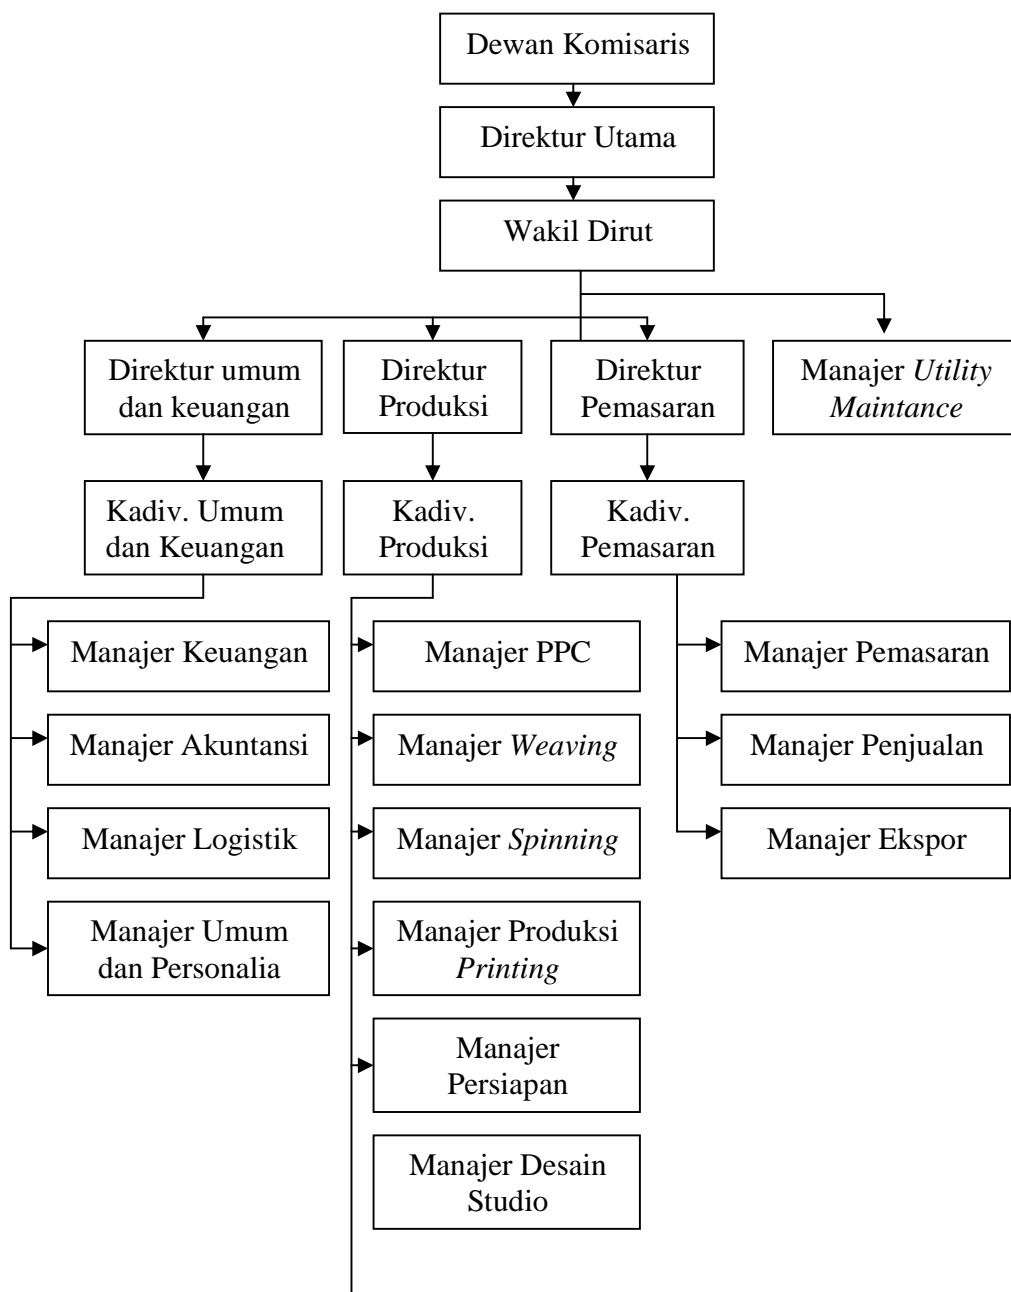 Dewan Komisaris
Direktur Utama
Wakil Dirut
Direktur umum
dan keuangan
Direktur
Produksi
Direktur
Pemasaran
Manajer Utility
Maintance
Kadiv. Umum
dan Keuangan
Kadiv.
Produksi
Kadiv.
Pemasaran
Manajer Keuangan
Manajer Akuntansi
Manajer Logistik
Manajer Umum
dan Personalia
Manajer PPC
Manajer Weaving
Manajer Spinning
Manajer Produksi
Printing
Manajer
Persiapan
Manajer Desain
Studio
Manajer Pemasaran
Manajer Penjualan
Manajer Ekspor